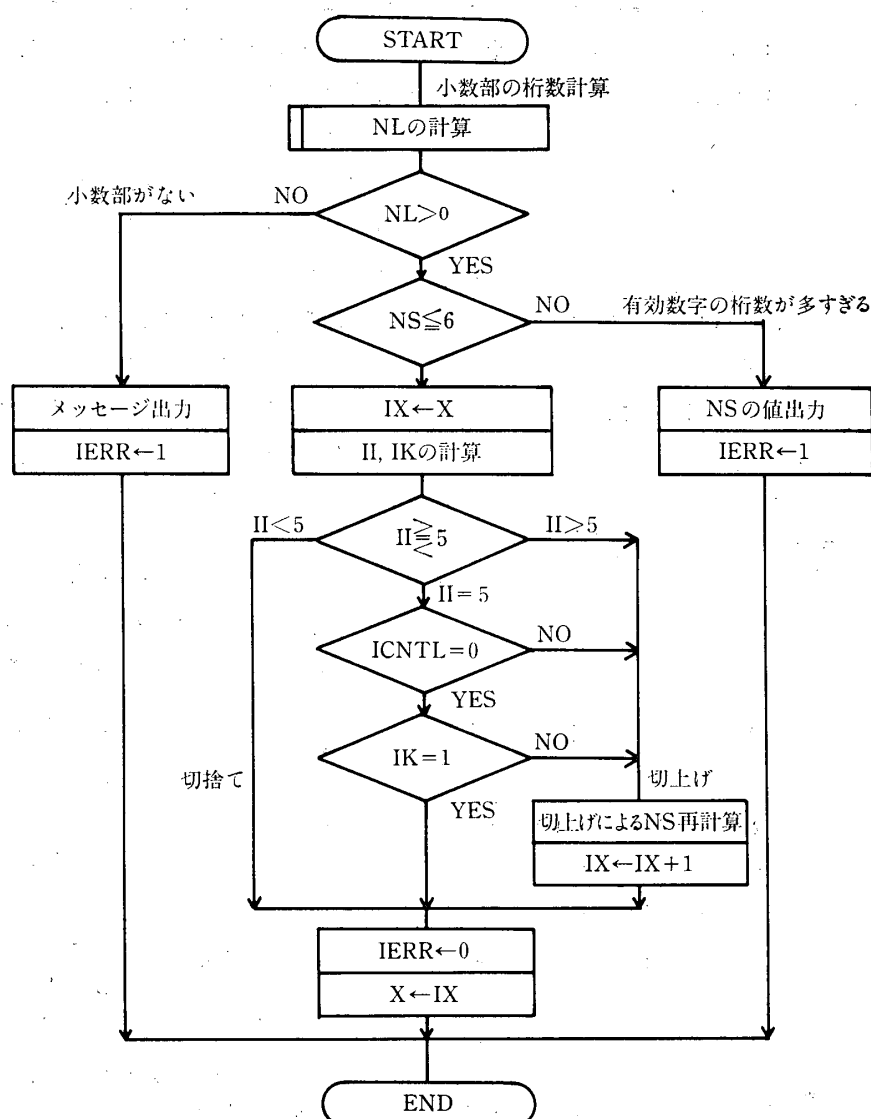 START
小数部の桁数計算
NLの計算
小数部がない
NO
NL>0
YES
NS≦6
NO
有効数字の桁数が多すぎる
メッセージ出力
IERR←1
IX←X
II, IKの計算
NSの値出力
IERR←1
II<5
II⋛5
II>5
II=5
ICNTL=0
NO
YES
IK=1
NO
YES
切捨て
切上げ
切上げによるNS再計算
IX←IX+1
IERR←0
X←IX
END